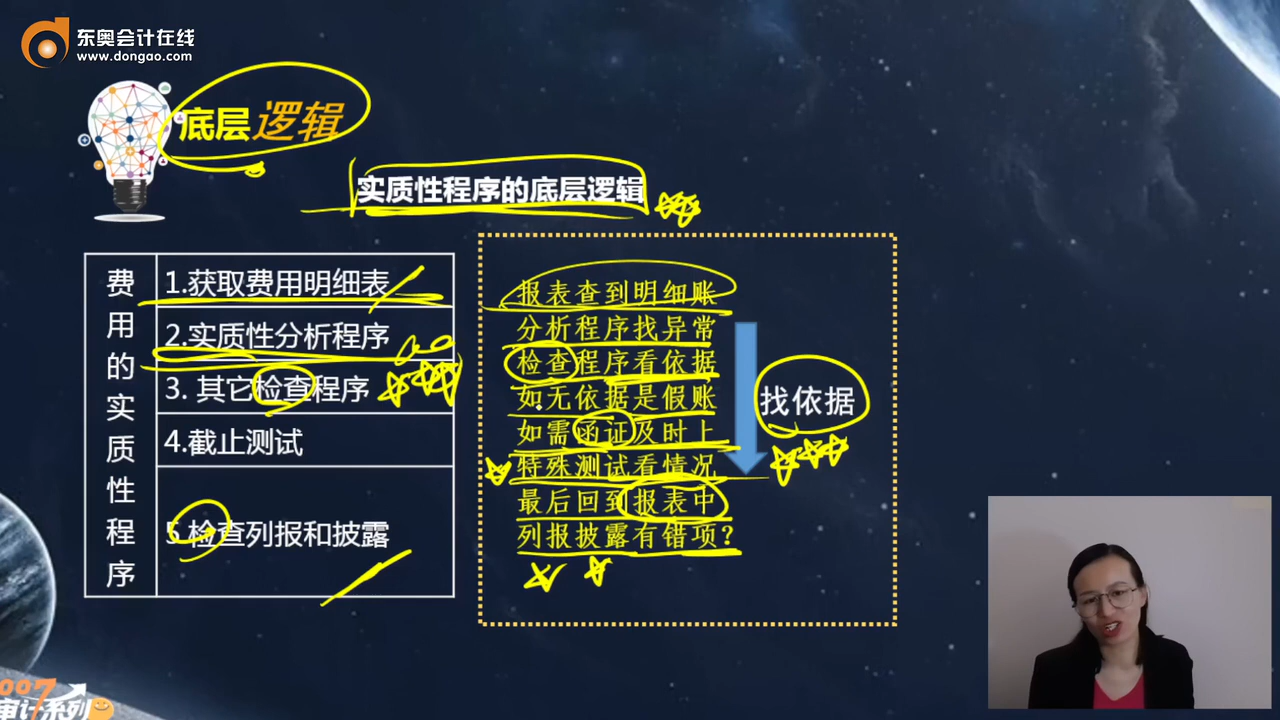 东奥会计在线
www.dongao.com
底层逻辑
实质性程序的底层逻辑
费用的实质性程序
1.获取费用明细表
2.实质性分析程序
3. 其它检查程序
4.截止测试
5.检查列报和披露
报表查到明细账
分析程序找异常
检查程序看依据
如无依据是假账
如需函证及时上
特殊测试看情况
最后回到报表中
列报披露有错项?
找依据
007
审计系列